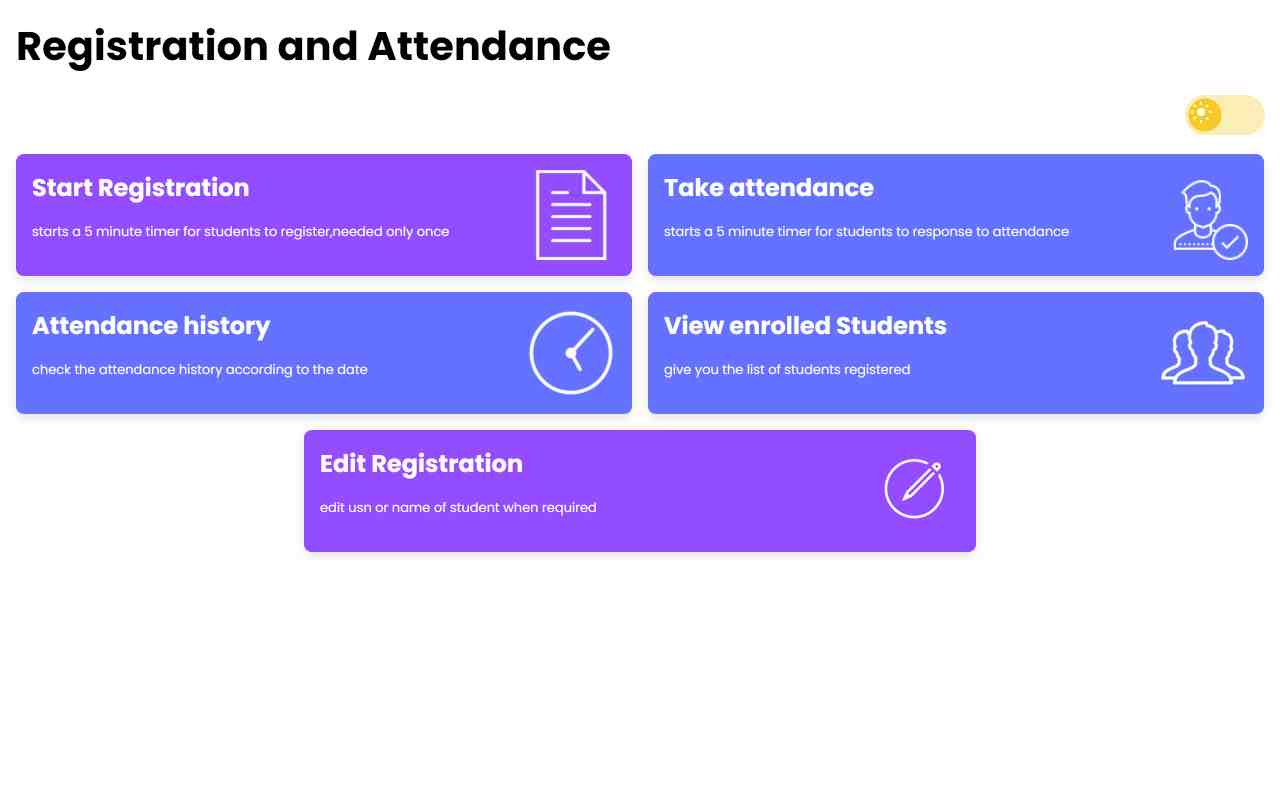 Registration and Attendance
Start Registration
starts a 5 minute timer for students to register,needed only once
Take attendance
starts a 5 minute timer for students to response to attendance
Attendance history
check the attendance history according to the date
View enrolled Students
give you the list of students registered
Edit Registration
edit usn or name of student when required